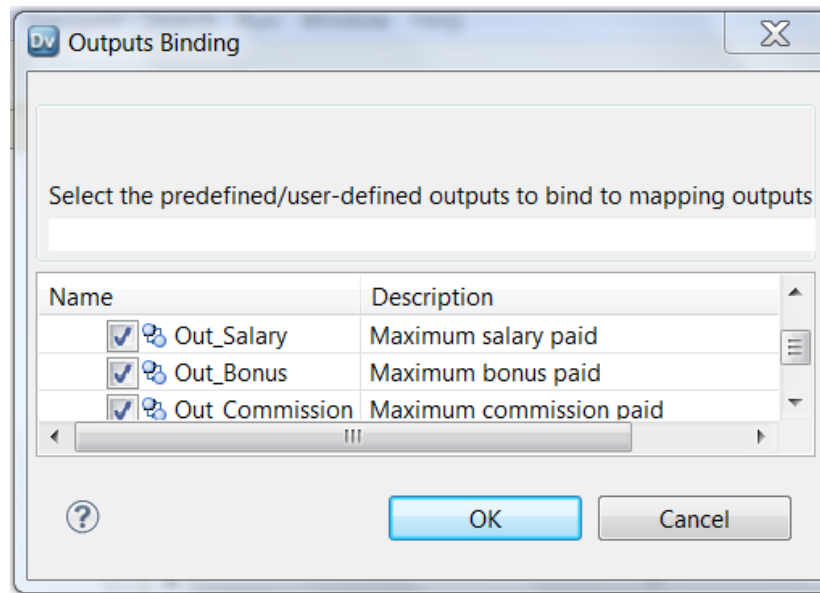 Dv Outputs Binding
Select the predefined/user-defined outputs to bind to mapping outputs
Name Description
Out_Salary Maximum salary paid
Out_Bonus Maximum bonus paid
Out_Commission Maximum commission paid
? OK Cancel